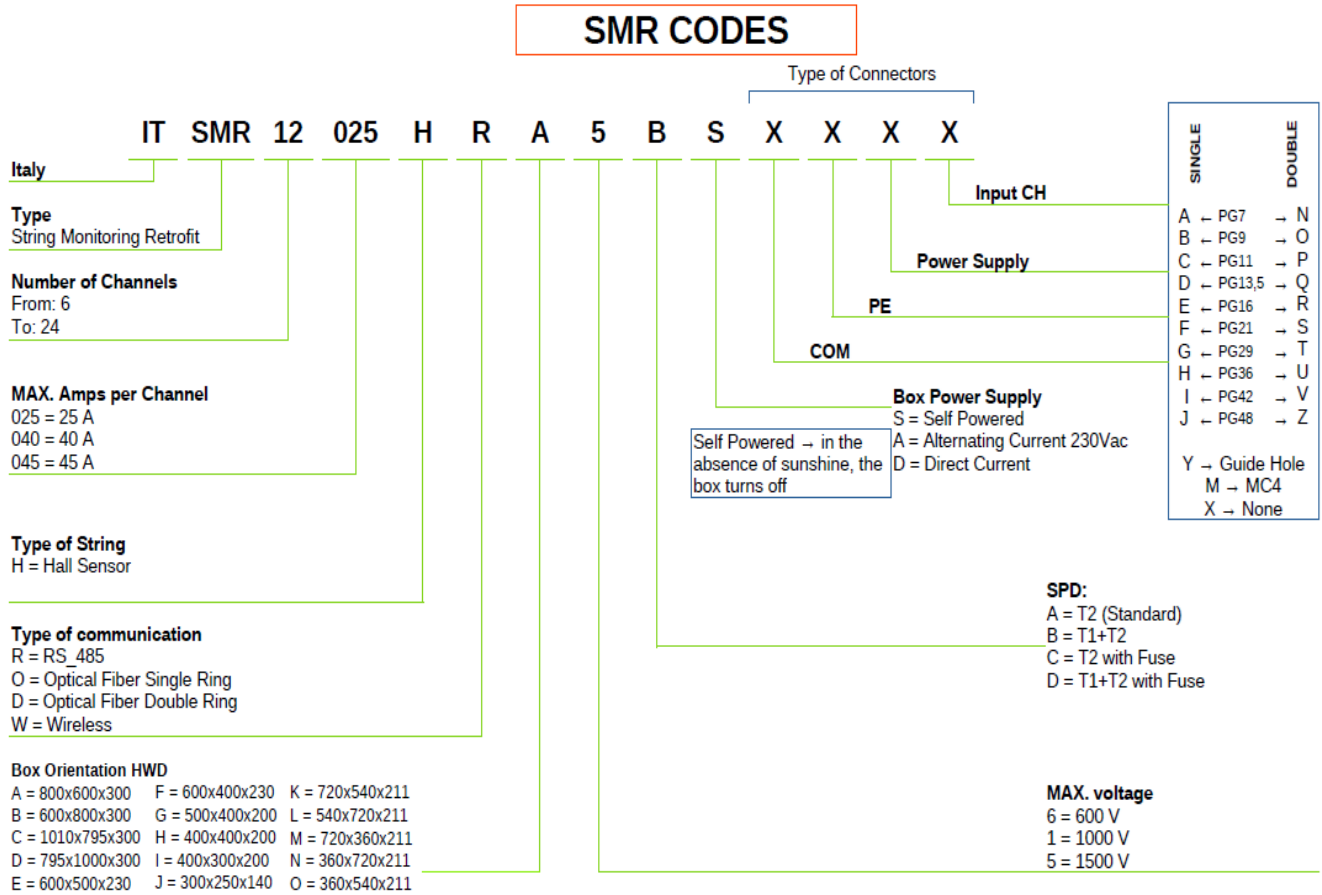 SMR CODES
Type of Connectors
IT SMR 12 025 H R A 5 B S X X X X
Italy
Type
String Monitoring Retrofit
Number of Channels
From: 6
To: 24
MAX. Amps per Channel
025 = 25 A
040 = 40 A
045 = 45 A
Type of String
H = Hall Sensor
Type of communication
R = RS_485
O = Optical Fiber Single Ring
D = Optical Fiber Double Ring
W = Wireless
Box Orientation HWD
A = 800x600x300 F = 600x400x230 K = 720x540x211
B = 600x800x300 G = 500x400x200 L = 540x720x211
C = 1010x795x300 H = 400x400x200 M = 720x360x211
D = 795x1000x300 I = 400x300x200 N = 360x720x211
E = 600x500x230 J = 300x250x140 O = 360x540x211
Input CH
Power Supply
PE
COM
Box Power Supply
S = Self Powered
A = Alternating Current 230Vac
D = Direct Current
Self Powered → in the
absence of sunshine, the
box turns off
SPD:
A = T2 (Standard)
B = T1+T2
C = T2 with Fuse
D = T1+T2 with Fuse
MAX. voltage
6 = 600 V
1 = 1000 V
5 = 1500 V
SINGLE DOUBLE
A ← PG7 → N
B ← PG9 → O
C ← PG11 → P
D ← PG13,5 → Q
E ← PG16 → R
F ← PG21 → S
G ← PG29 → T
H ← PG36 → U
I ← PG42 → V
J ← PG48 → Z
Y → Guide Hole
M → MC4
X → None